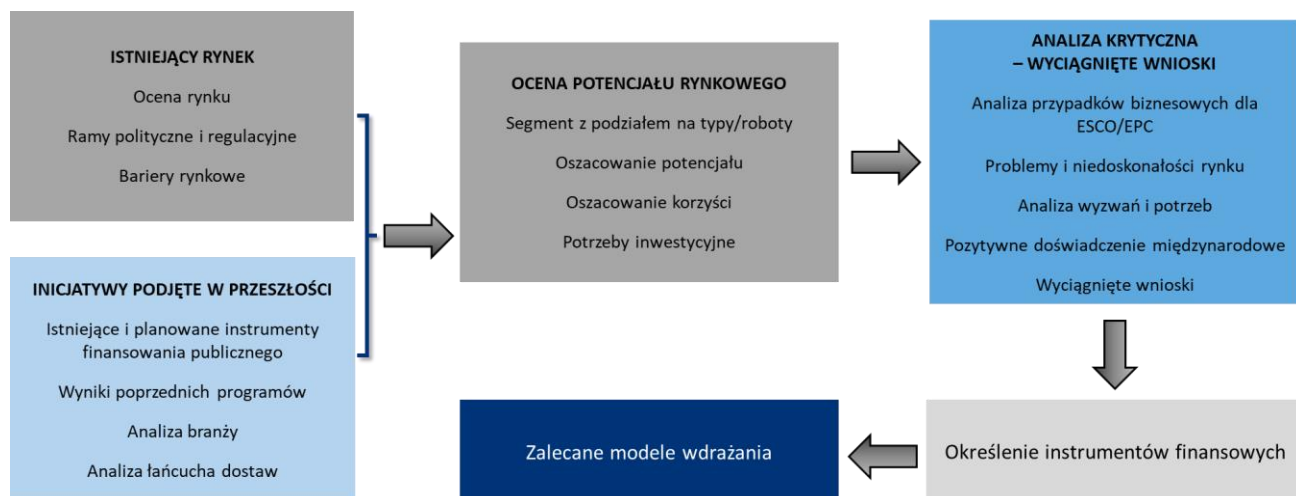 ISTNIEJĄCY RYNEK
Ocena rynku
Ramy polityczne i regulacyjne
Bariery rynkowe
INICJATYWY PODJĘTE W PRZESZŁOŚCI
Istniejące i planowane instrumenty
finansowania publicznego
Wyniki poprzednich programów
Analiza branży
Analiza łańcucha dostaw
OCENA POTENCJAŁU RYNKOWEGO
Segment z podziałem na typy/roboty
Oszacowanie potencjału
Oszacowanie korzyści
Potrzeby inwestycyjne
ANALIZA KRYTYCZNA
– WYCIĄGNIĘTE WNIOSKI
Analiza przypadków biznesowych dla
ESCO/EPC
Problemy i niedoskonałości rynku
Analiza wyzwań i potrzeb
Pozytywne doświadczenie międzynarodowe
Wyciągnięte wnioski
Określenie instrumentów finansowych
Zalecane modele wdrażania